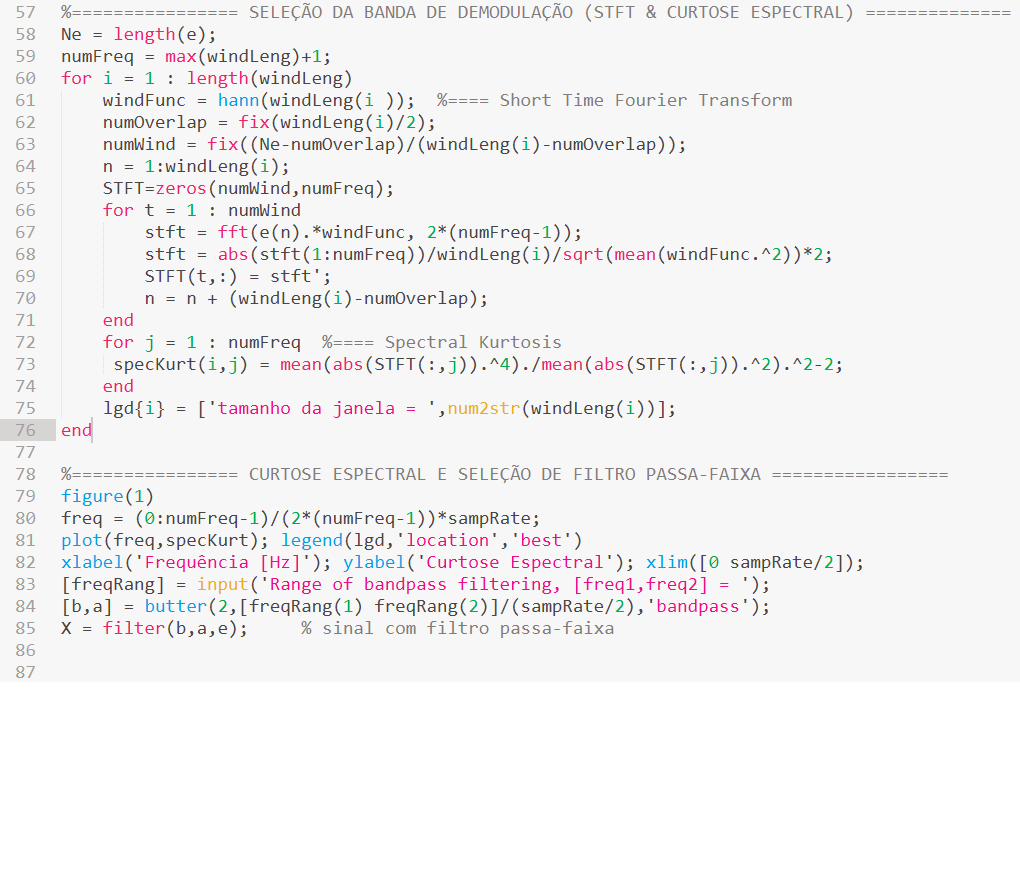 57 %================ SELEÇÃO DA BANDA DE DEMODULAÇÃO (STFT & CURTOSE ESPECTRAL) ==============
58 Ne = length(e);
59 numFreq = max(windLeng)+1;
60 for i = 1 : length(windLeng)
61     windFunc = hann(windLeng(i ));  %==== Short Time Fourier Transform
62     numOverlap = fix(windLeng(i)/2);
63     numWind = fix((Ne-numOverlap)/(windLeng(i)-numOverlap));
64     n = 1:windLeng(i);
65     STFT=zeros(numWind,numFreq);
66     for t = 1 : numWind
67         stft = fft(e(n).*windFunc, 2*(numFreq-1));
68         stft = abs(stft(1:numFreq))/windLeng(i)/sqrt(mean(windFunc.^2))*2;
69         STFT(t,:) = stft';
70         n = n + (windLeng(i)-numOverlap);
71     end
72     for j = 1 : numFreq  %==== Spectral Kurtosis
73      specKurt(i,j) = mean(abs(STFT(:,j)).^4)./mean(abs(STFT(:,j)).^2).^2-2;
74     end
75     lgd{i} = ['tamanho da janela = ',num2str(windLeng(i))];
76 end
77
78 %================ CURTOSE ESPECTRAL E SELEÇÃO DE FILTRO PASSA-FAIXA =================
79 figure(1)
80 freq = (0:numFreq-1)/(2*(numFreq-1))*sampRate;
81 plot(freq,specKurt); legend(lgd,'location','best')
82 xlabel('Frequência [Hz]'); ylabel('Curtose Espectral'); xlim([0 sampRate/2]);
83 [freqRang] = input('Range of bandpass filtering, [freq1,freq2] = ');
84 [b,a] = butter(2,[freqRang(1) freqRang(2)]/(sampRate/2),'bandpass');
85 X = filter(b,a,e);     % sinal com filtro passa-faixa
86
87